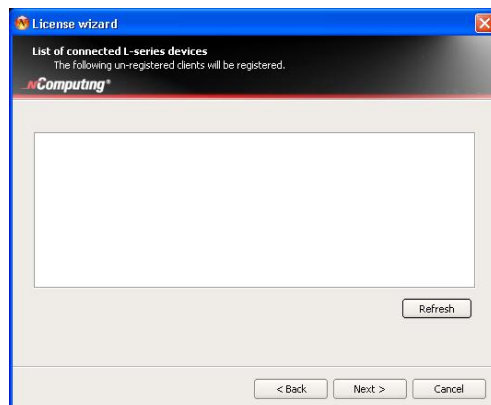 License wizard
List of connected L-series devices
The following un-registered clients will be registered.
NComputing®
Refresh
< Back
Next >
Cancel